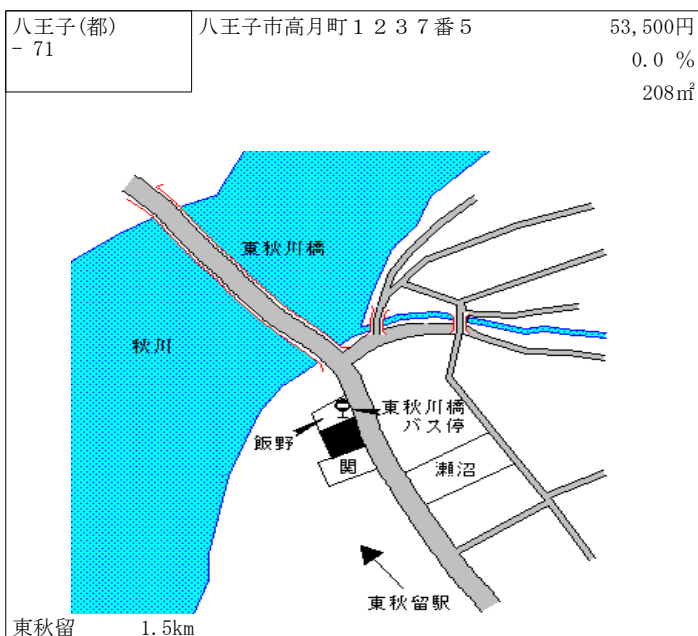 八王子(都)
- 71
八王子市高月町１２３７番５
53,500円
0.0 %
208㎡
東秋川橋
秋川
東秋川橋
バス停
飯野
関
瀬沼
東秋留駅
東秋留 1.5km